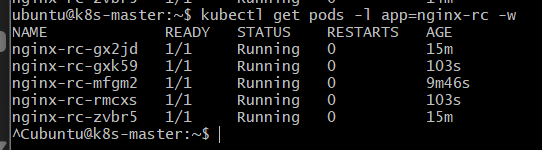 ubuntu@k8s-master:~$ kubectl get pods -l app=nginx-rc -w
NAME READY STATUS RESTARTS AGE
nginx-rc-gx2jd 1/1 Running 0 15m
nginx-rc-gxk59 1/1 Running 0 103s
nginx-rc-mfgm2 1/1 Running 0 9m46s
nginx-rc-rmcxs 1/1 Running 0 103s
nginx-rc-zvbr5 1/1 Running 0 15m
^Cubuntu@k8s-master:~$